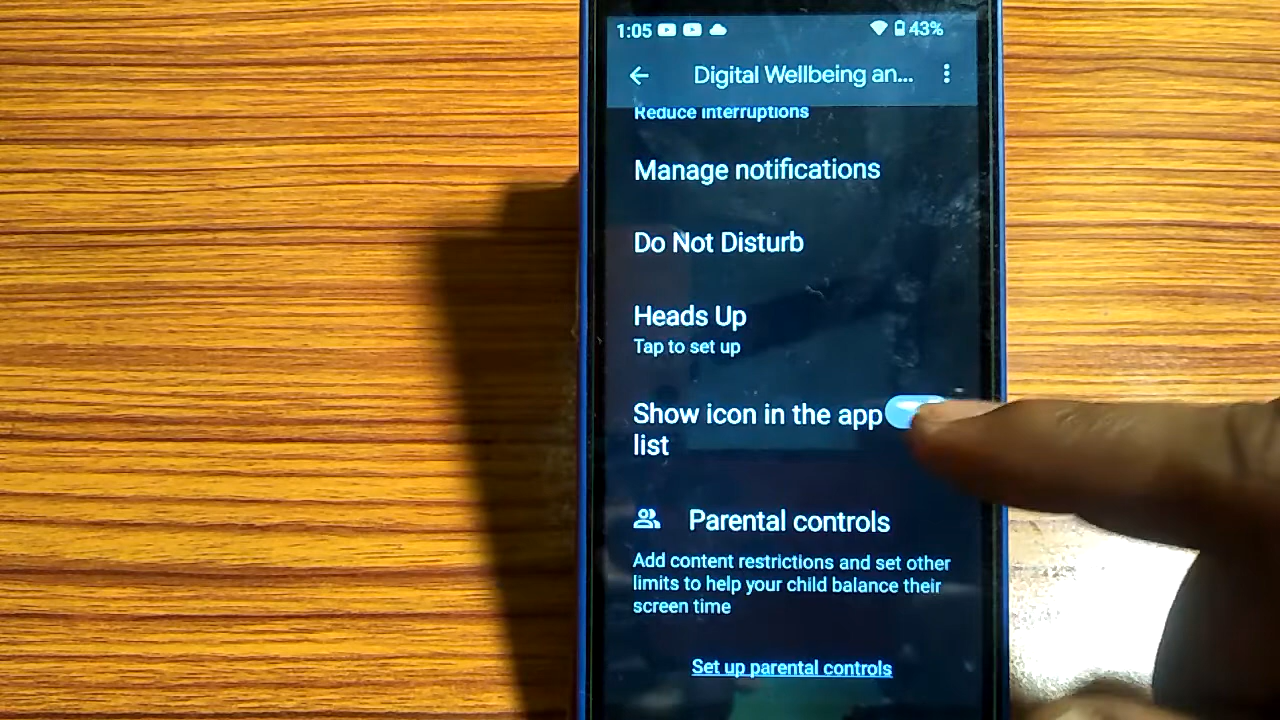 1:05 43%
Digital Wellbeing an...
Reduce interruptions
Manage notifications
Do Not Disturb
Heads Up
Tap to set up
Show icon in the app
list
Parental controls
Add content restrictions and set other
limits to help your child balance their
screen time
Set up parental controls